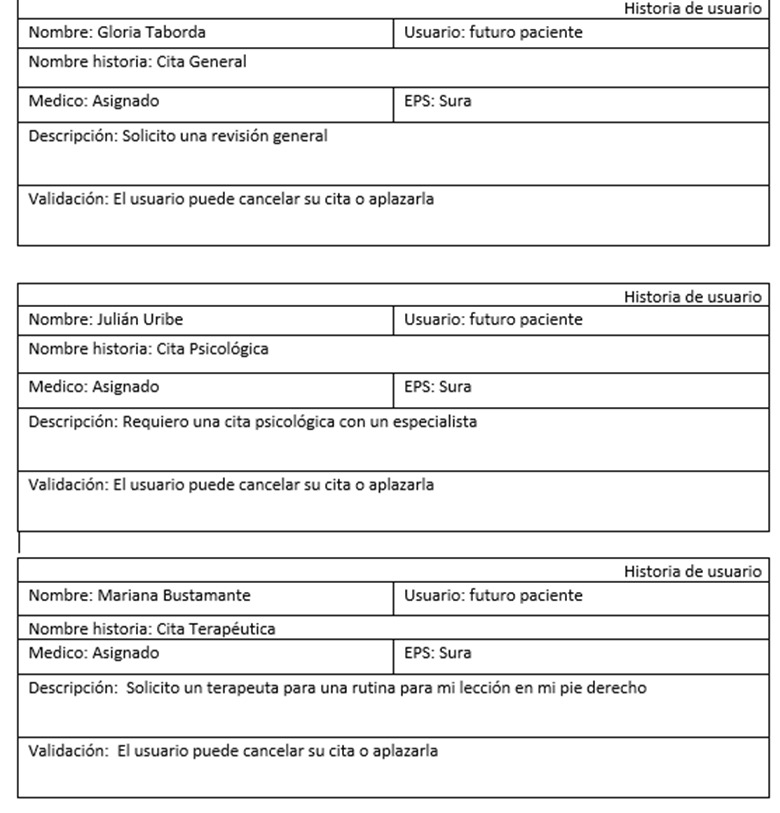 Historia de usuario
Nombre: Gloria Taborda Usuario: futuro paciente
Nombre historia: Cita General
Medico: Asignado EPS: Sura
Descripción: Solicito una revisión general
Validación: El usuario puede cancelar su cita o aplazarla
Historia de usuario
Nombre: Julián Uribe Usuario: futuro paciente
Nombre historia: Cita Psicológica
Medico: Asignado EPS: Sura
Descripción: Requiero una cita psicológica con un especialista
Validación: El usuario puede cancelar su cita o aplazarla
Historia de usuario
Nombre: Mariana Bustamante Usuario: futuro paciente
Nombre historia: Cita Terapéutica
Medico: Asignado EPS: Sura
Descripción: Solicito un terapeuta para una rutina para mi lección en mi pie derecho
Validación: El usuario puede cancelar su cita o aplazarla